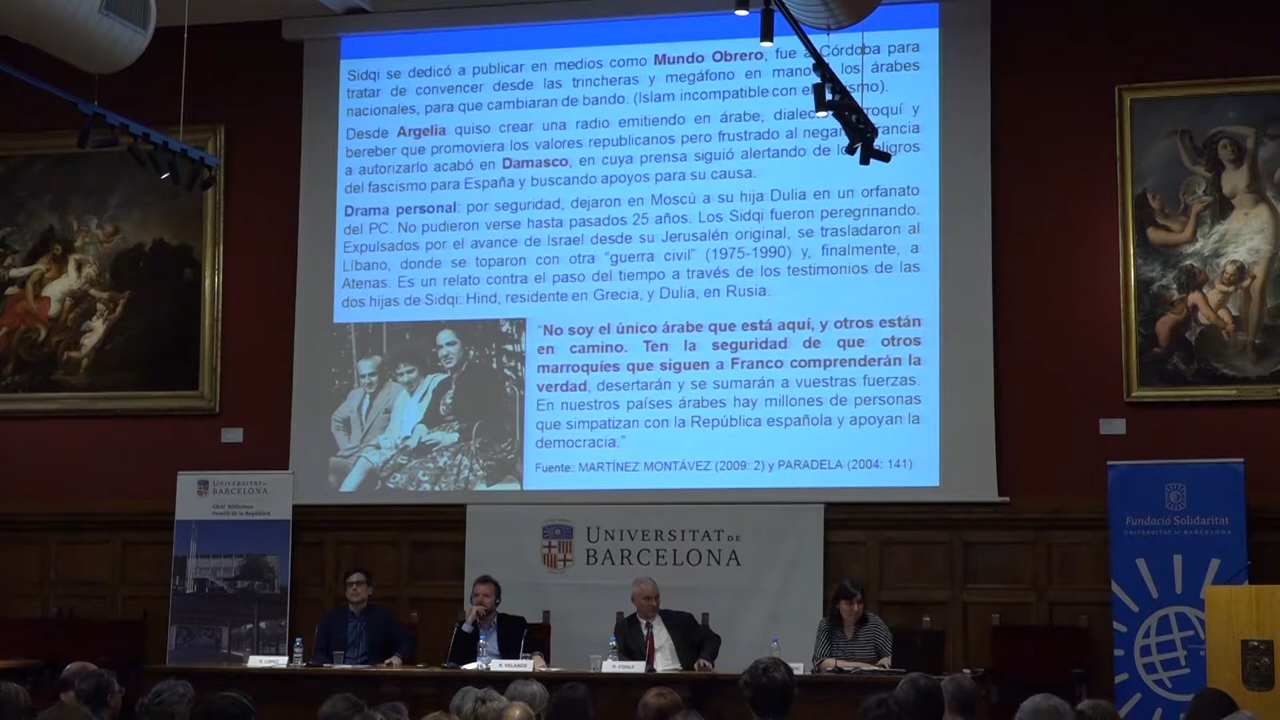 Sidqi se dedicó a publicar en medios como Mundo Obrero, fue a Córdoba para
tratar de convencer desde las trincheras y megáfono en mano los árabes
nacionales, para que cambiaran de bando. (Islam incompatible con el
Desde Argelia quiso crear una radio emitiendo en árabe, y
bereber que promoviera los valores republicanos pero frustrado al
a autorizarlo acabó en Damasco, en cuya prensa siguió alertando de
del fascismo para España y buscando apoyos para su causa.
Drama personal: por seguridad, dejaron en Moscú a su hija Dulia en un orfanato
del PC. No pudieron verse hasta pasados 25 años. Los Sidqi fueron peregrinando.
Expulsados por el avance de Israel desde su Jerusalén original, se trasladaron al
Líbano, donde se toparon con otra “guerra civil” (1975-1990) y, finalmente, a
Atenas. Es un relato contra el paso del tiempo a través de los testimonios de las
dos hijas de Sidqi: Hind, residente en Grecia, y Dulia, en Rusia.
“No soy el único árabe que está aquí, y otros están
en camino. Ten la seguridad de que otros
marroquíes que siguen a Franco comprenderán la
verdad, desertarán y se sumarán a vuestras fuerzas.
En nuestros países árabes hay millones de personas
que simpatizan con la República española y apoyan la
democracia.”
Fuente: MARTÍNEZ MONTÁVEZ (2009: 2) y PARADELA (2004: 141)
UNIVERSITAT DE
BARCELONA
CRAI Biblioteca
Pavelló de la República
UNIVERSITAT DE
BARCELONA
Fundació Solidaritat
UNIVERSITAT DE BARCELONA
O. LÓPEZ
M. VELASCO